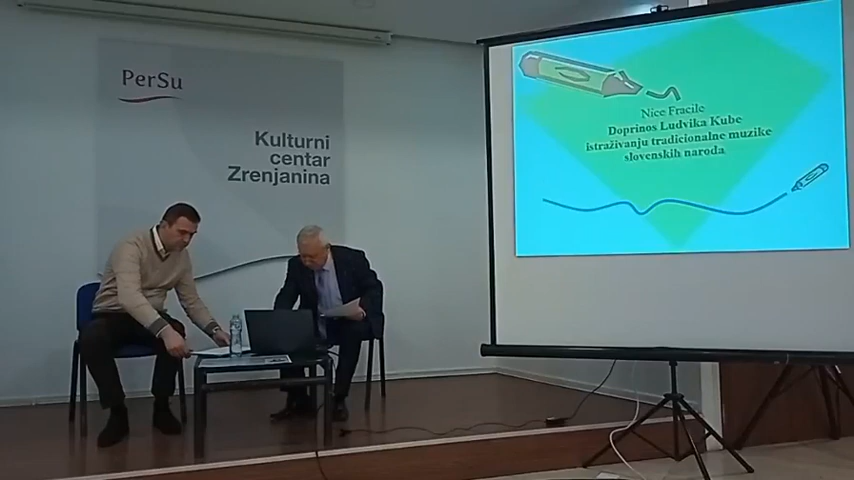 PerSu
Kulturni
centar
Zrenjanina
Nice Fracile
Doprinos Ludvika Kube
istraživanju tradicionalne muzike
slovenskih naroda